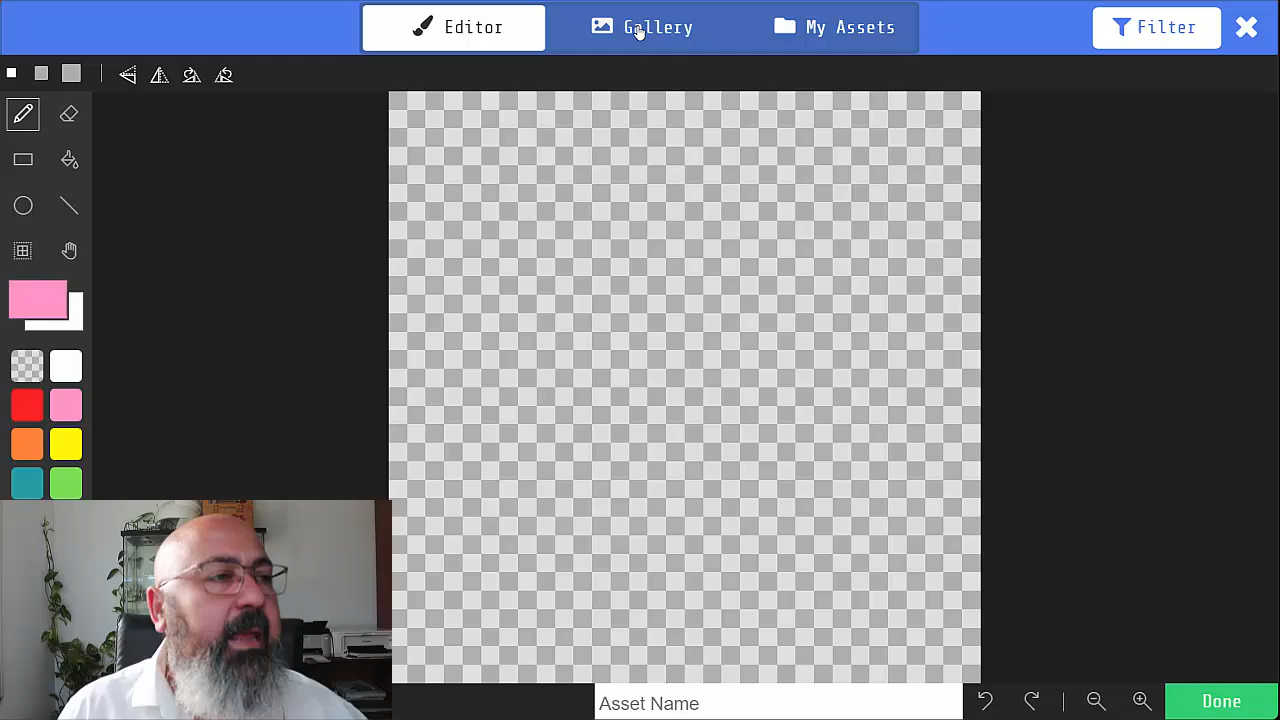 Editor
Gallery
My Assets
Filter
Asset Name
Done